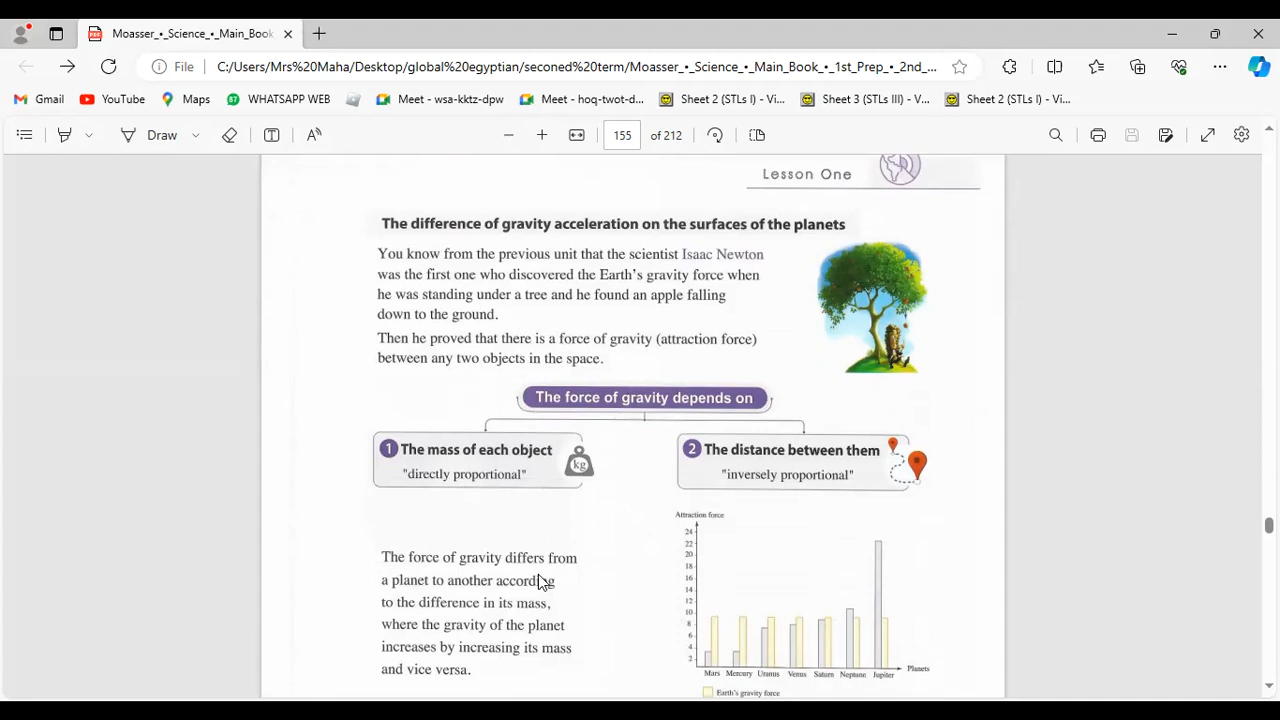 Moasser_•_Science_•_Main_Book
File
C:/Users/Mrs%20Maha/Desktop/global%20egyptian/seconed%20term/Moasser_•_Science_•_Main_Book_•_1st_Prep_•_2nd_...
Gmail YouTube Maps WHATSAPP WEB Meet - wsa-kktz-dpw Meet - hoq-twot-d... Sheet 2 (STLs I) - Vi... Sheet 3 (STLs III) - V... Sheet 2 (STLs I) - Vi...
Draw 155 of 212
Lesson One
The difference of gravity acceleration on the surfaces of the planets
You know from the previous unit that the scientist Isaac Newton
was the first one who discovered the Earth's gravity force when
he was standing under a tree and he found an apple falling
down to the ground.
Then he proved that there is a force of gravity (attraction force)
between any two objects in the space.
The force of gravity depends on
1 The mass of each object
"directly proportional"
kg
2 The distance between them
"inversely proportional"
The force of gravity differs from
a planet to another according
to the difference in its mass,
where the gravity of the planet
increases by increasing its mass
and vice versa.
Attraction force
24
22
20
18
16
14
12
10
8
6
4
2
Mars Mercury Uranus Venus Saturn Neptune Jupiter Planets
Earth's gravity force